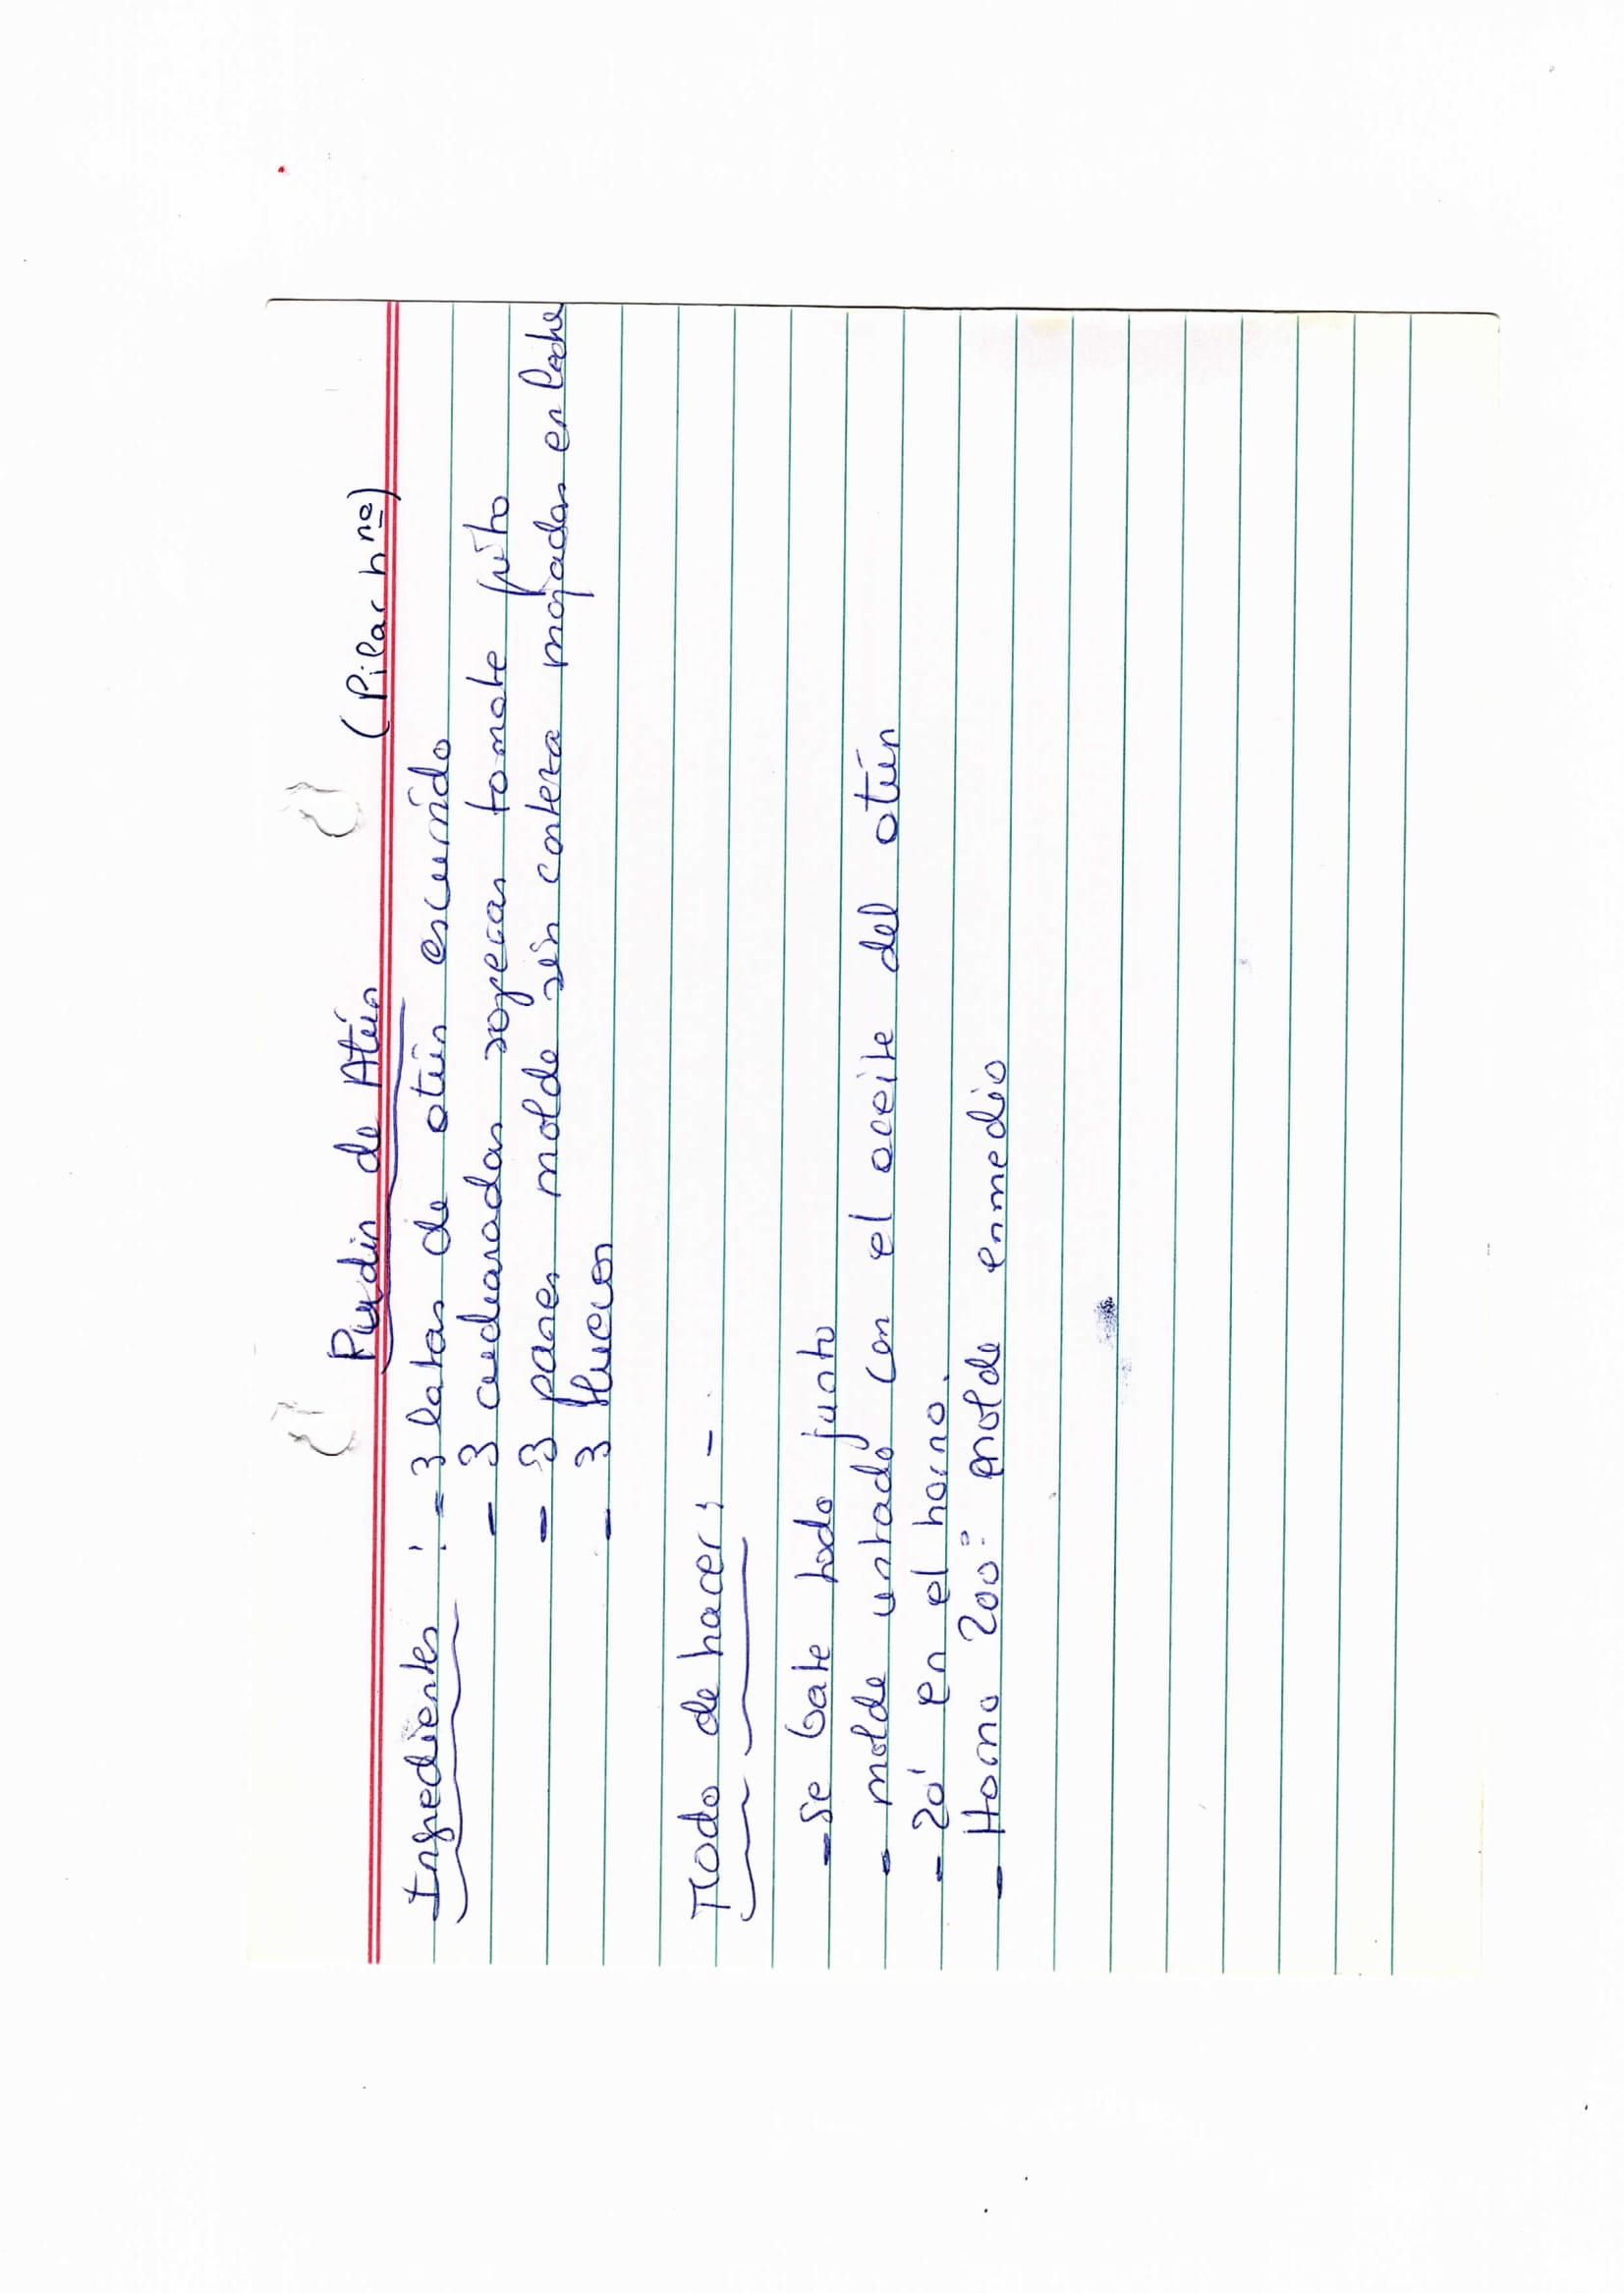 Pudin de Atún (Pilar hna)
Ingredientes: - 3 latas de atún escurrido
- 3 cucharadas soperas tomate frito
- 3 panes molde sin corteza mojadas en leche
- 3 Huevos
Modo de hacer; -
- Se bate todo junto
- molde untado con el aceite del atún
- 20' en el horno.
- Horno 200º molde enmedio